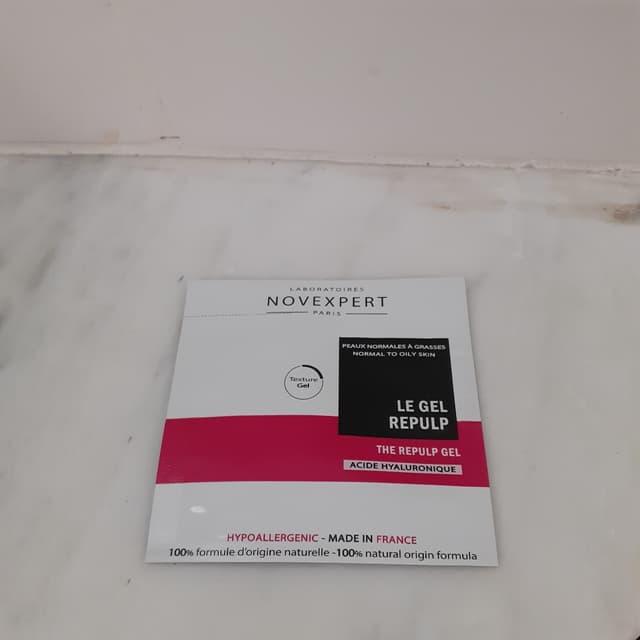 LABORATOIRES
NOVEXPERT
PARIS
PEAUX NORMALES À GRASSES
NORMAL TO OILY SKIN
Texture
Gel
LE GEL
REPULP
THE REPULP GEL
ACIDE HYALURONIQUE
HYPOALLERGENIC - MADE IN FRANCE
100% formule d'origine naturelle -100% natural origin formula